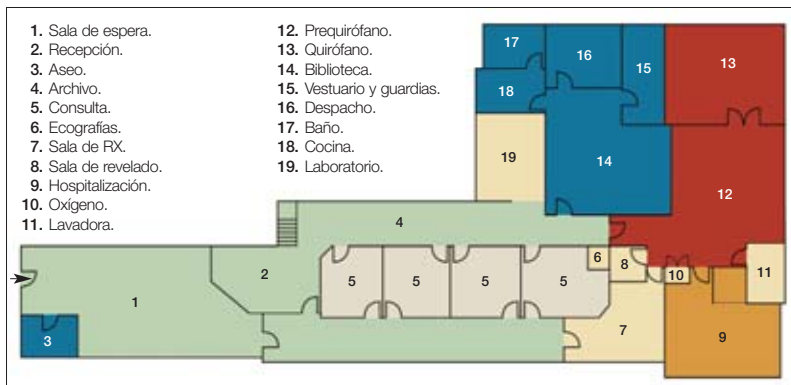 1. Sala de espera.
2. Recepción.
3. Aseo.
4. Archivo.
5. Consulta.
6. Ecografías.
7. Sala de RX.
8. Sala de revelado.
9. Hospitalización.
10. Oxígeno.
11. Lavadora.
12. Prequirófano.
13. Quirófano.
14. Biblioteca.
15. Vestuario y guardias.
16. Despacho.
17. Baño.
18. Cocina.
19. Laboratorio.
17
16
15
13
18
19
14
12
4
2
5
5
5
5
6
8
10
11
1
3
7
9